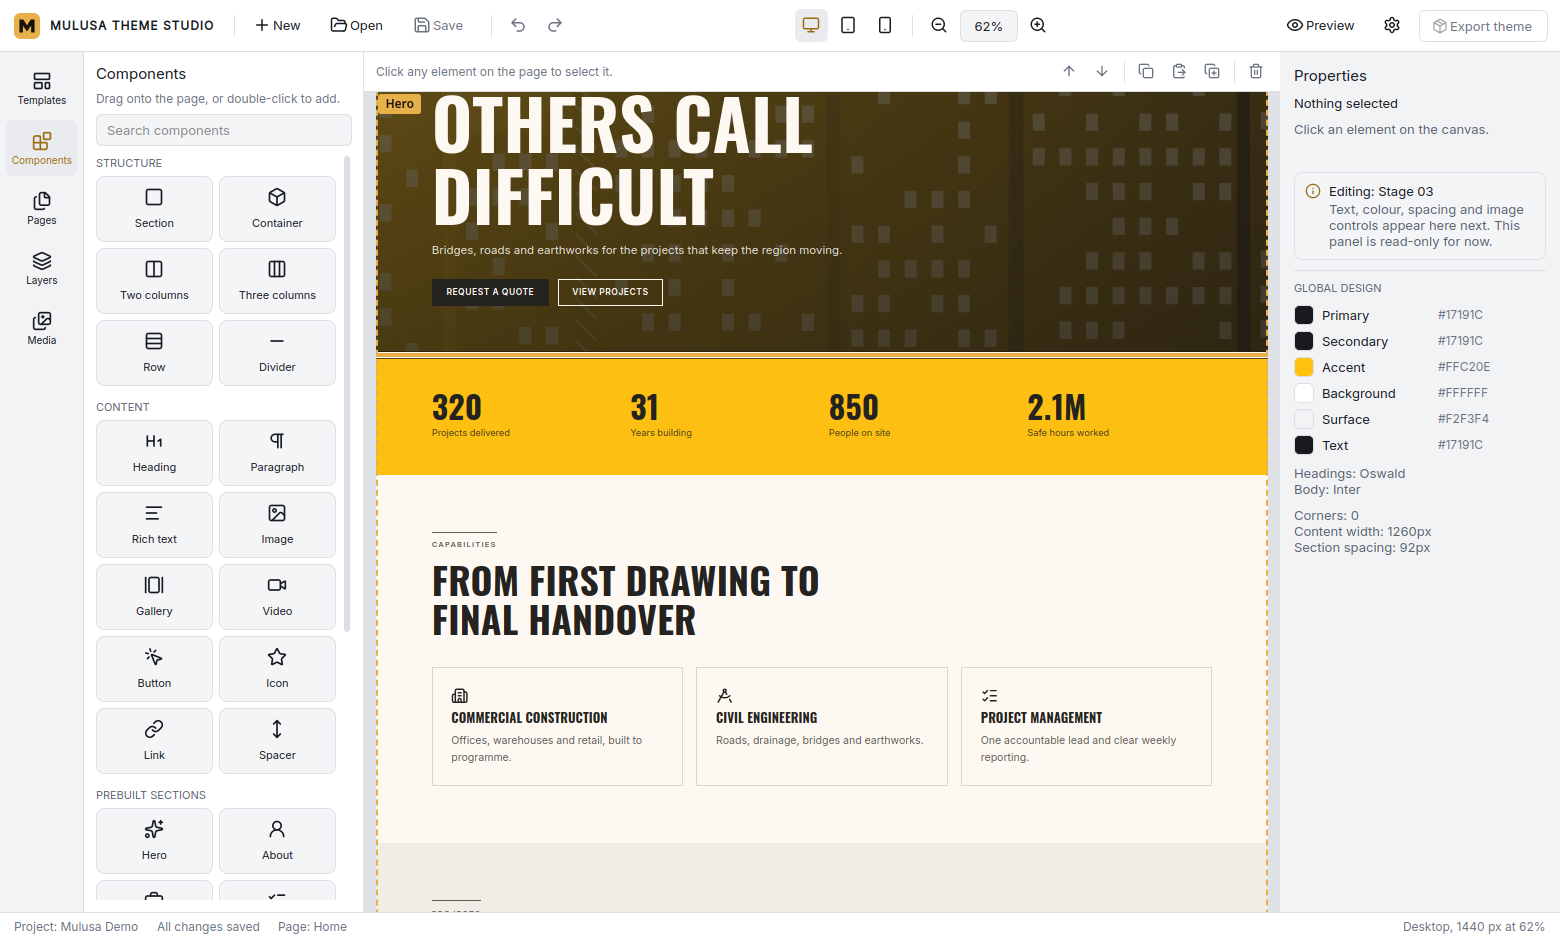 MULUSA THEME STUDIO
New
Open
Save
62%
Preview
Export theme
Templates
Components
Pages
Layers
Media
Components
Drag onto the page, or double-click to add.
Search components
STRUCTURE
Section
Container
Two columns
Three columns
Row
Divider
CONTENT
Heading
Paragraph
Rich text
Image
Gallery
Video
Button
Icon
Link
Spacer
PREBUILT SECTIONS
Hero
About
Click any element on the page to select it.
Hero
OTHERS CALL
DIFFICULT
Bridges, roads and earthworks for the projects that keep the region moving.
REQUEST A QUOTE
VIEW PROJECTS
320
Projects delivered
31
Years building
850
People on site
2.1M
Safe hours worked
CAPABILITIES
FROM FIRST DRAWING TO
FINAL HANDOVER
COMMERCIAL CONSTRUCTION
Offices, warehouses and retail, built to
programme.
CIVIL ENGINEERING
Roads, drainage, bridges and earthworks.
PROJECT MANAGEMENT
One accountable lead and clear weekly
reporting.
Properties
Nothing selected
Click an element on the canvas.
Editing: Stage 03
Text, colour, spacing and image
controls appear here next. This
panel is read-only for now.
GLOBAL DESIGN
Primary #17191C
Secondary #17191C
Accent #FFC20E
Background #FFFFFF
Surface #F2F3F4
Text #17191C
Headings: Oswald
Body: Inter
Corners: 0
Content width: 1260px
Section spacing: 92px
Project: Mulusa Demo
All changes saved
Page: Home
Desktop, 1440 px at 62%